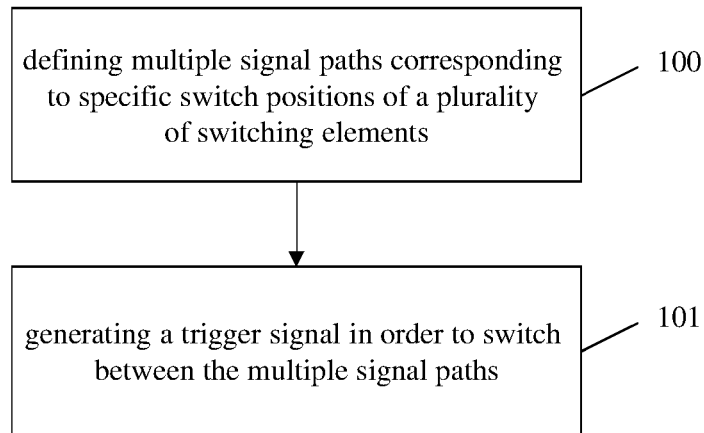 defining multiple signal paths corresponding
to specific switch positions of a plurality
of switching elements
100
generating a trigger signal in order to switch
between the multiple signal paths
101